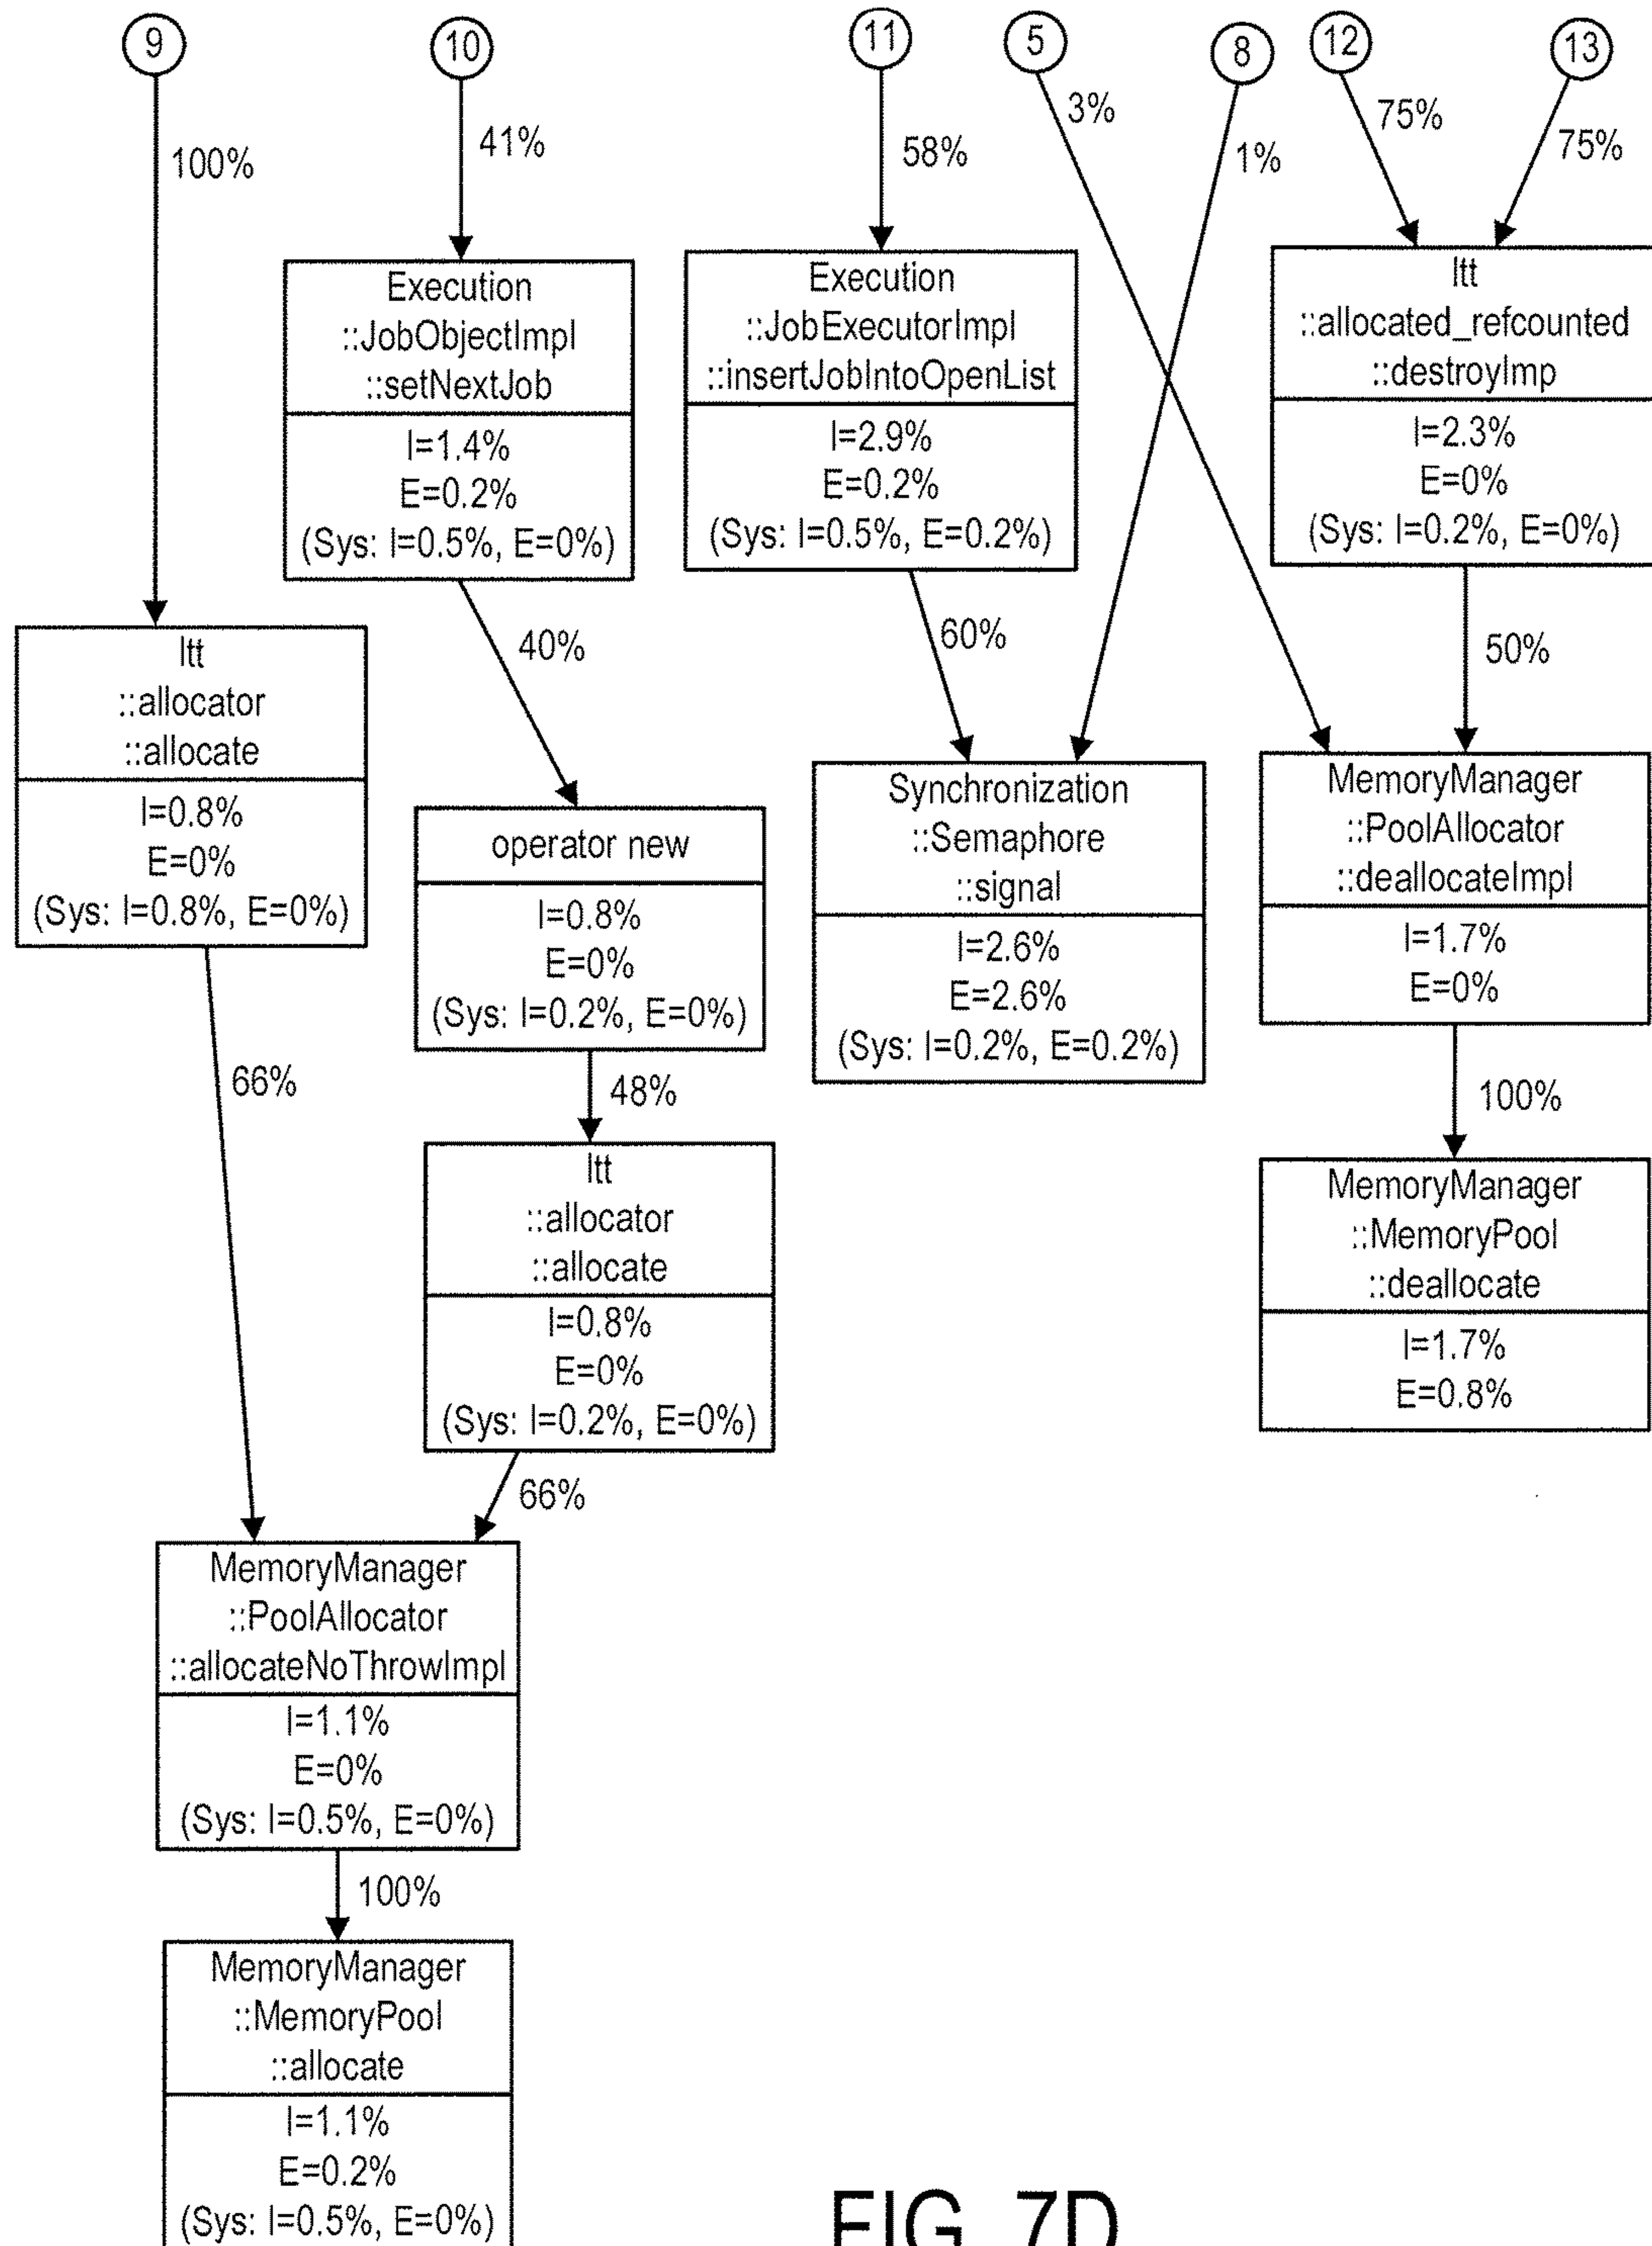 9
10
11
5
8
12
13
100%
41%
58%
3%
1%
75%
75%
Execution
::JobObjectImpl
::setNextJob
I=1.4%
E=0.2%
(Sys: I=0.5%, E=0%)
Execution
::JobExecutorImpl
::insertJobIntoOpenList
I=2.9%
E=0.2%
(Sys: I=0.5%, E=0.2%)
ltt
::allocated_refcounted
::destroyImp
I=2.3%
E=0%
(Sys: I=0.2%, E=0%)
40%
60%
50%
ltt
::allocator
::allocate
I=0.8%
E=0%
(Sys: I=0.8%, E=0%)
operator new
I=0.8%
E=0%
(Sys: I=0.2%, E=0%)
Synchronization
::Semaphore
::signal
I=2.6%
E=2.6%
(Sys: I=0.2%, E=0.2%)
MemoryManager
::PoolAllocator
::deallocateImpl
I=1.7%
E=0%
66%
48%
100%
ltt
::allocator
::allocate
I=0.8%
E=0%
(Sys: I=0.2%, E=0%)
MemoryManager
::MemoryPool
::deallocate
I=1.7%
E=0.8%
66%
MemoryManager
::PoolAllocator
::allocateNoThrowImpl
I=1.1%
E=0%
(Sys: I=0.5%, E=0%)
100%
MemoryManager
::MemoryPool
::allocate
I=1.1%
E=0.2%
(Sys: I=0.5%, E=0%)
FIG. 7D